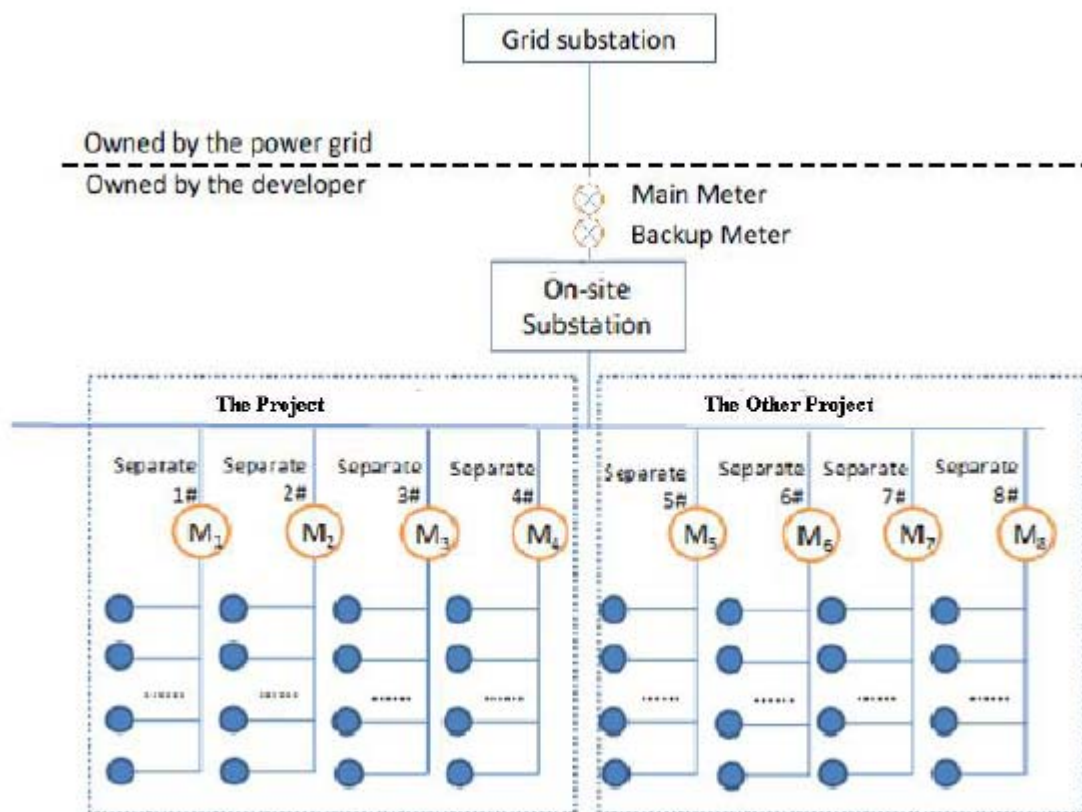 Grid substation
Owned by the power grid
Owned by the developer
Main Meter
Backup Meter
On-site
Substation
The Project
The Other Project
Separate
1#
Separate
2#
Separate
3#
Separate
4#
Separate
5#
Separate
6#
Separate
7#
Separate
8#
M₁
M₂
M₃
M₄
M₅
M₆
M₇
M₈